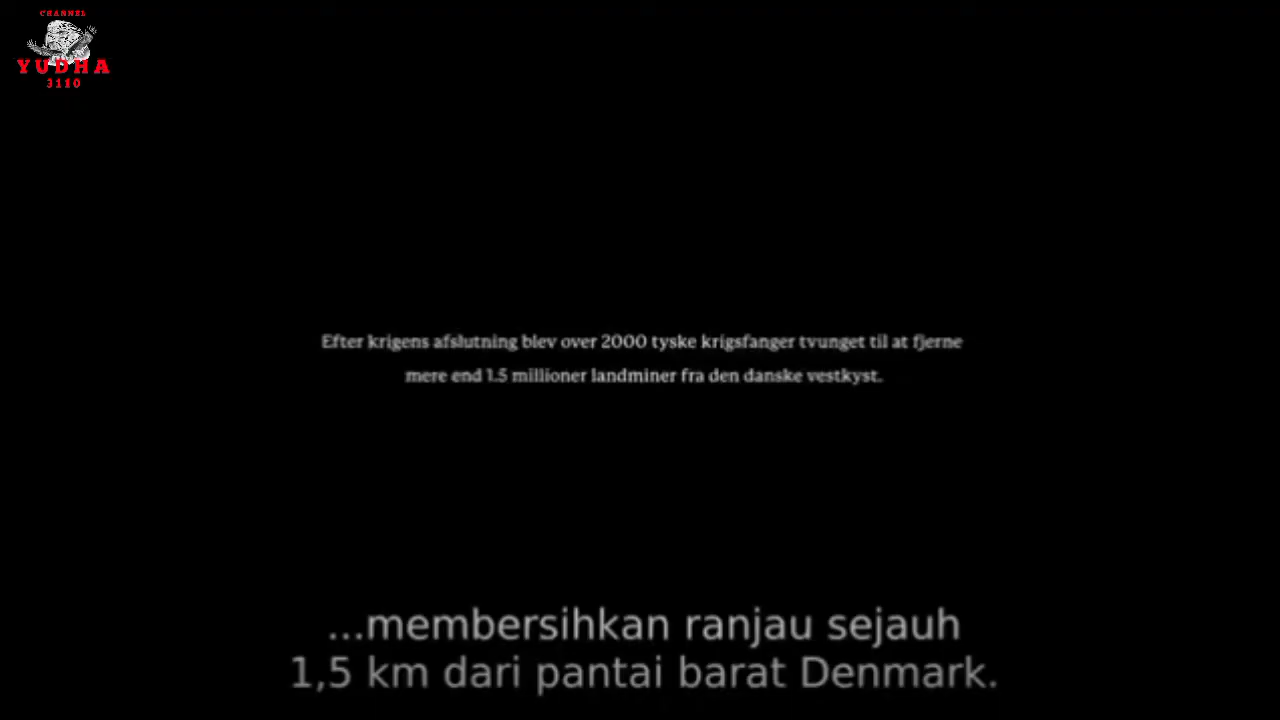 CHANNEL
YUDHA
3110
Efter krigens afslutning blev over 2000 tyske krigsfanger tvunget til at fjerne
mere end 1.5 millioner landminer fra den danske vestkyst.
...membersihkan ranjau sejauh
1,5 km dari pantai barat Denmark.